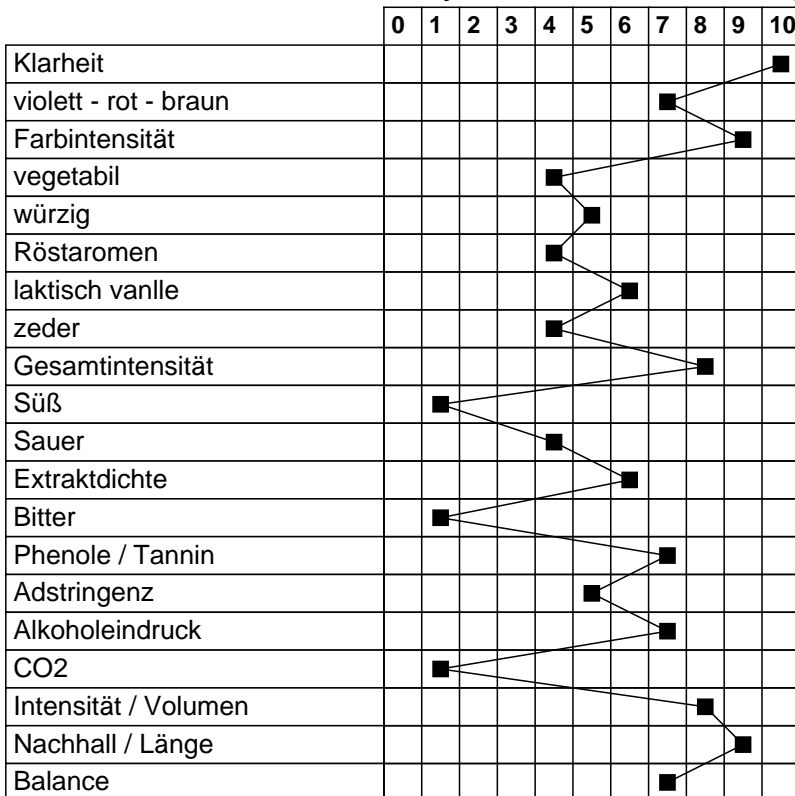 0 1 2 3 4 5 6 7 8 9 10
Klarheit
violett - rot - braun
Farbintensität
vegetabil
würzig
Röstaromen
laktisch vanlle
zeder
Gesamtintensität
Süß
Sauer
Extraktdichte
Bitter
Phenole / Tannin
Adstringenz
Alkoholeindruck
CO2
Intensität / Volumen
Nachhall / Länge
Balance